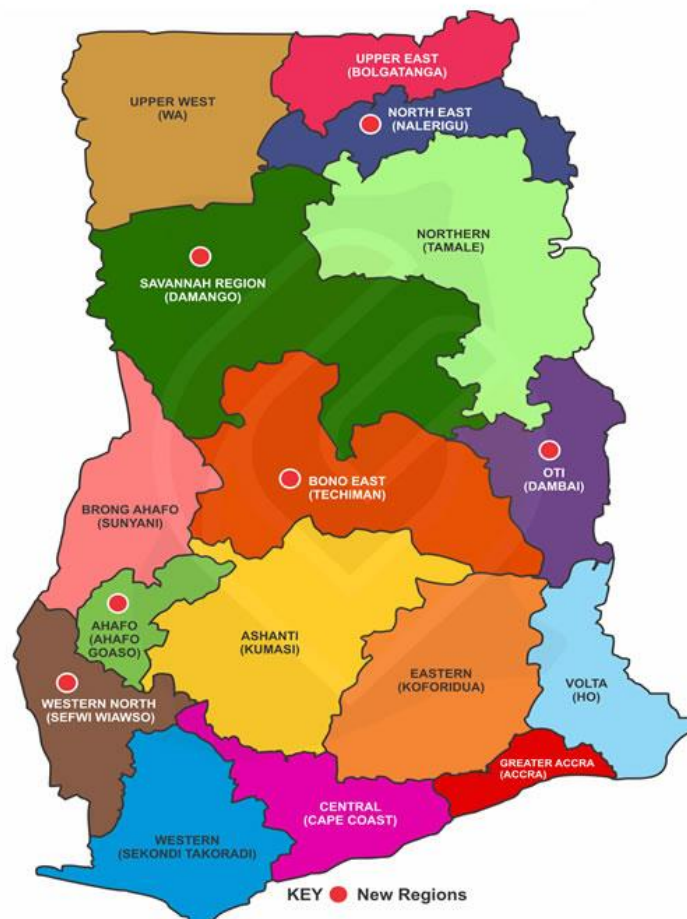 UPPER EAST
(BOLGATANGA)
UPPER WEST
(WA)
NORTH EAST
(NALERIGU)
NORTHERN
(TAMALE)
SAVANNAH REGION
(DAMANGO)
BONO EAST
(TECHIMAN)
OTI
(DAMBAI)
BRONG AHAFO
(SUNYANI)
AHAFO
(AHAFO
GOASO)
ASHANTI
(KUMASI)
EASTERN
(KOFORIDUA)
VOLTA
(HO)
WESTERN NORTH
(SEFWI WIAWSO)
GREATER ACCRA
(ACCRA)
CENTRAL
(CAPE COAST)
WESTERN
(SEKONDI TAKORADI)
KEY New Regions